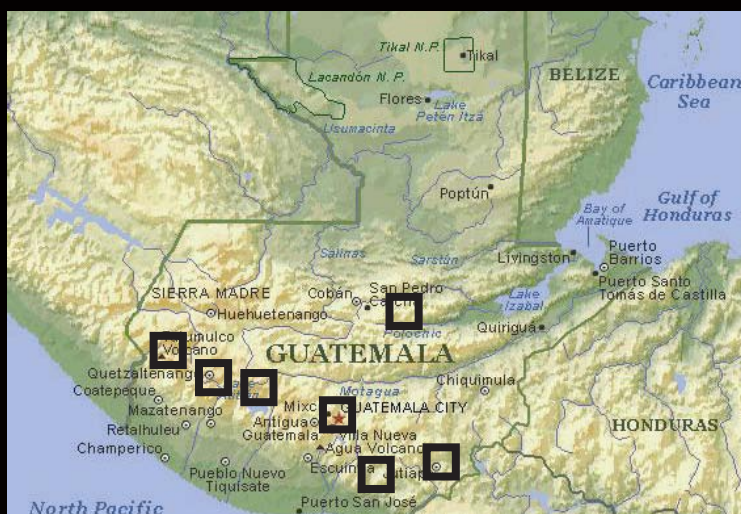 Tikal N.P.
Tikal
Lacandón N.P.
BELIZE
Caribbean
Sea
Flores
Lake
Petén Itzá
Usumacinta
Poptún
Gulf of
Honduras
Bay of
Amatique
Salinas
Sarstún
Livingston
Puerto
Barrios
SIERRA MADRE
Cobán
San Pedro
Lake
Izabal
Puerto Santo
Tomás de Castilla
Huehuetenango
Quiriguá
Volcano
GUATEMALA
Quetzaltenango
Coatepeque
Motagua
Chiquimula
Mazatenango
GUATEMALA CITY
HONDURAS
Retalhuleu
Antigua
Guatemala
Villa Nueva
Champerico
Agua Volcano
Pueblo Nuevo
Tiquisate
Puerto San José
North Pacific